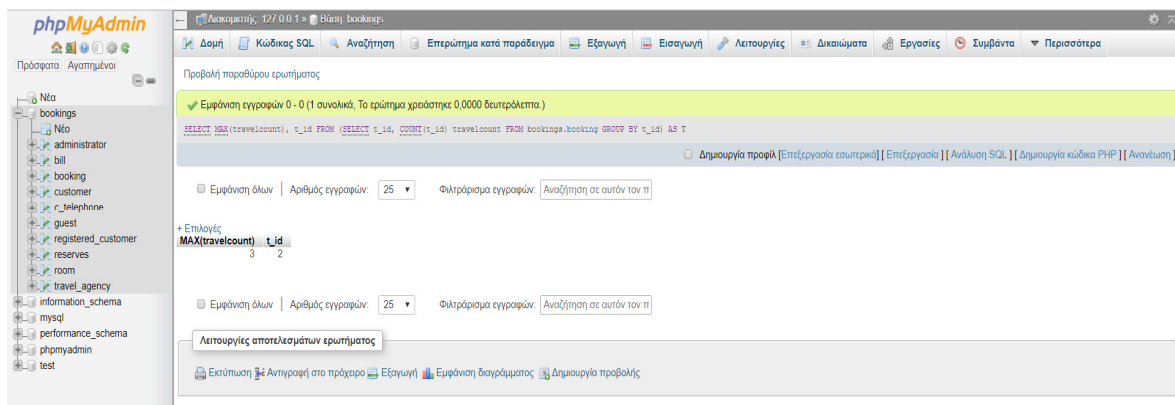 phpMyAdmin
Πρόσφατα Αγαπημένοι
Νέα
bookings
Νέο
administrator
bill
booking
customer
c_telephone
guest
registered_customer
reserves
room
travel_agency
information_schema
mysql
performance_schema
phpmyadmin
test
Διακομιστής: 127.0.0.1 » Βάση: bookings
Δομή Κώδικας SQL Αναζήτηση Επερώτημα κατά παράδειγμα Εξαγωγή Εισαγωγή Λειτουργίες Δικαιώματα Εργασίες Συμβάντα Περισσότερα
Προβολή παραθύρου ερωτήματος
Εμφάνιση εγγραφών 0 - 0 (1 συνολικά, Το ερώτημα χρειάστηκε 0,0000 δευτερόλεπτα.)
SELECT MAX(travelcount), t_id FROM (SELECT t_id, COUNT(t_id) travelcount FROM bookings.booking GROUP BY t_id) AS T
Δημιουργία προφίλ [Επεξεργασία εσωτερικά] [ Επεξεργασία ] [ Ανάλυση SQL ] [ Δημιουργία κώδικα PHP ] [ Ανανέωση ]
Εμφάνιση όλων | Αριθμός εγγραφών: 25 Φιλτράρισμα εγγραφών: Αναζήτηση σε αυτόν τον π
+ Επιλογές
MAX(travelcount) t_id
3 2
Εμφάνιση όλων | Αριθμός εγγραφών: 25 Φιλτράρισμα εγγραφών: Αναζήτηση σε αυτόν τον π
Λειτουργίες αποτελεσμάτων ερωτήματος
Εκτύπωση Αντιγραφή στο πρόχειρο Εξαγωγή Εμφάνιση διαγράμματος Δημιουργία προβολής